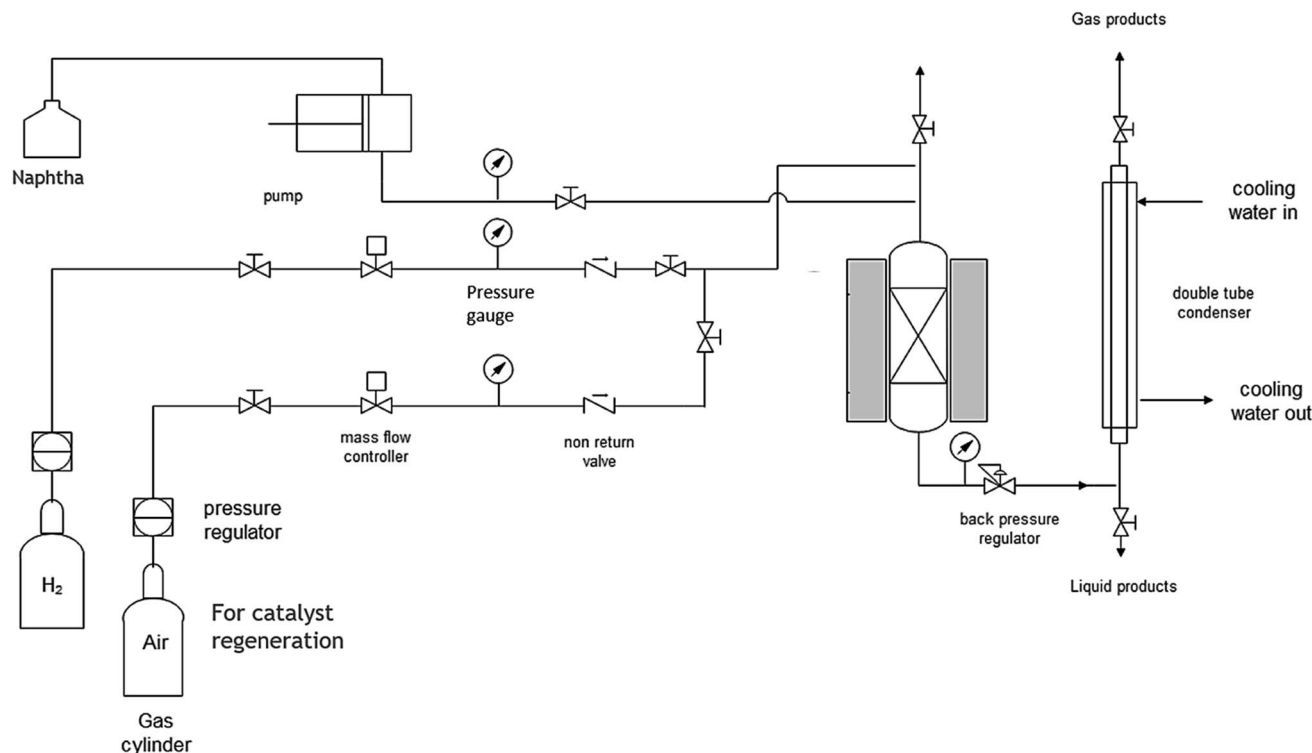 Gas products
Naphtha
pump
cooling
water in
Pressure
gauge
double tube
condenser
cooling
water out
mass flow
controller
non return
valve
pressure
regulator
back pressure
regulator
H₂
Liquid products
For catalyst
regeneration
Air
Gas
cylinder